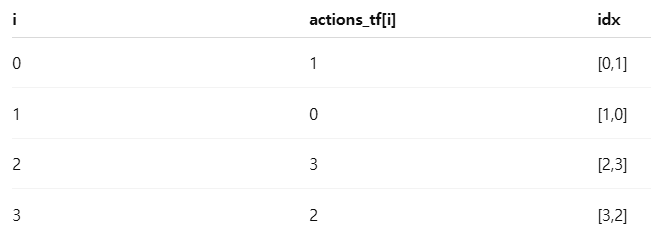 i actions_tf[i] idx
0 1 [0,1]
1 0 [1,0]
2 3 [2,3]
3 2 [3,2]